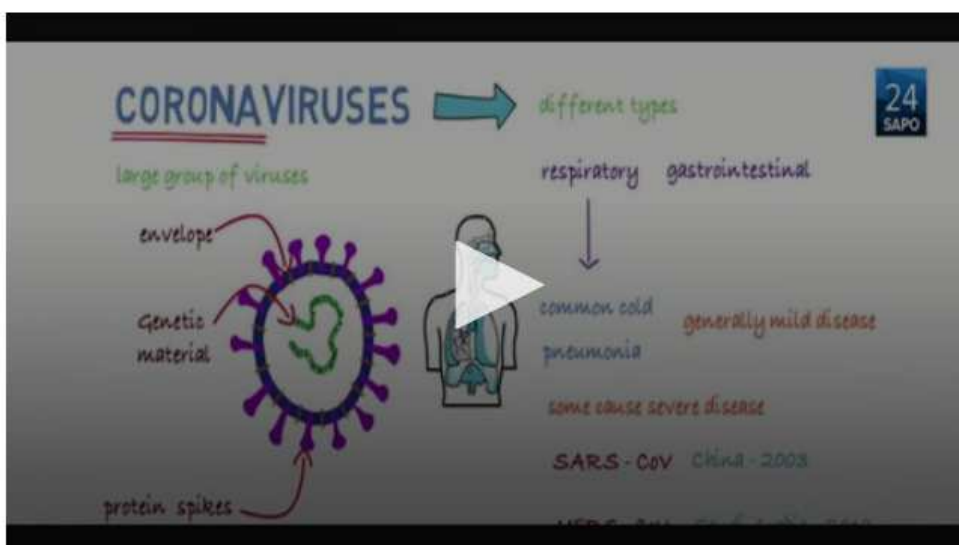 CORONAVIRUSES
different types
24
SAPO
large group of viruses
respiratory gastrointestinal
envelope
Genetic
material
common cold
generally mild disease
pneumonia
some cause severe disease
SARS - CoV China - 2003
protein spikes